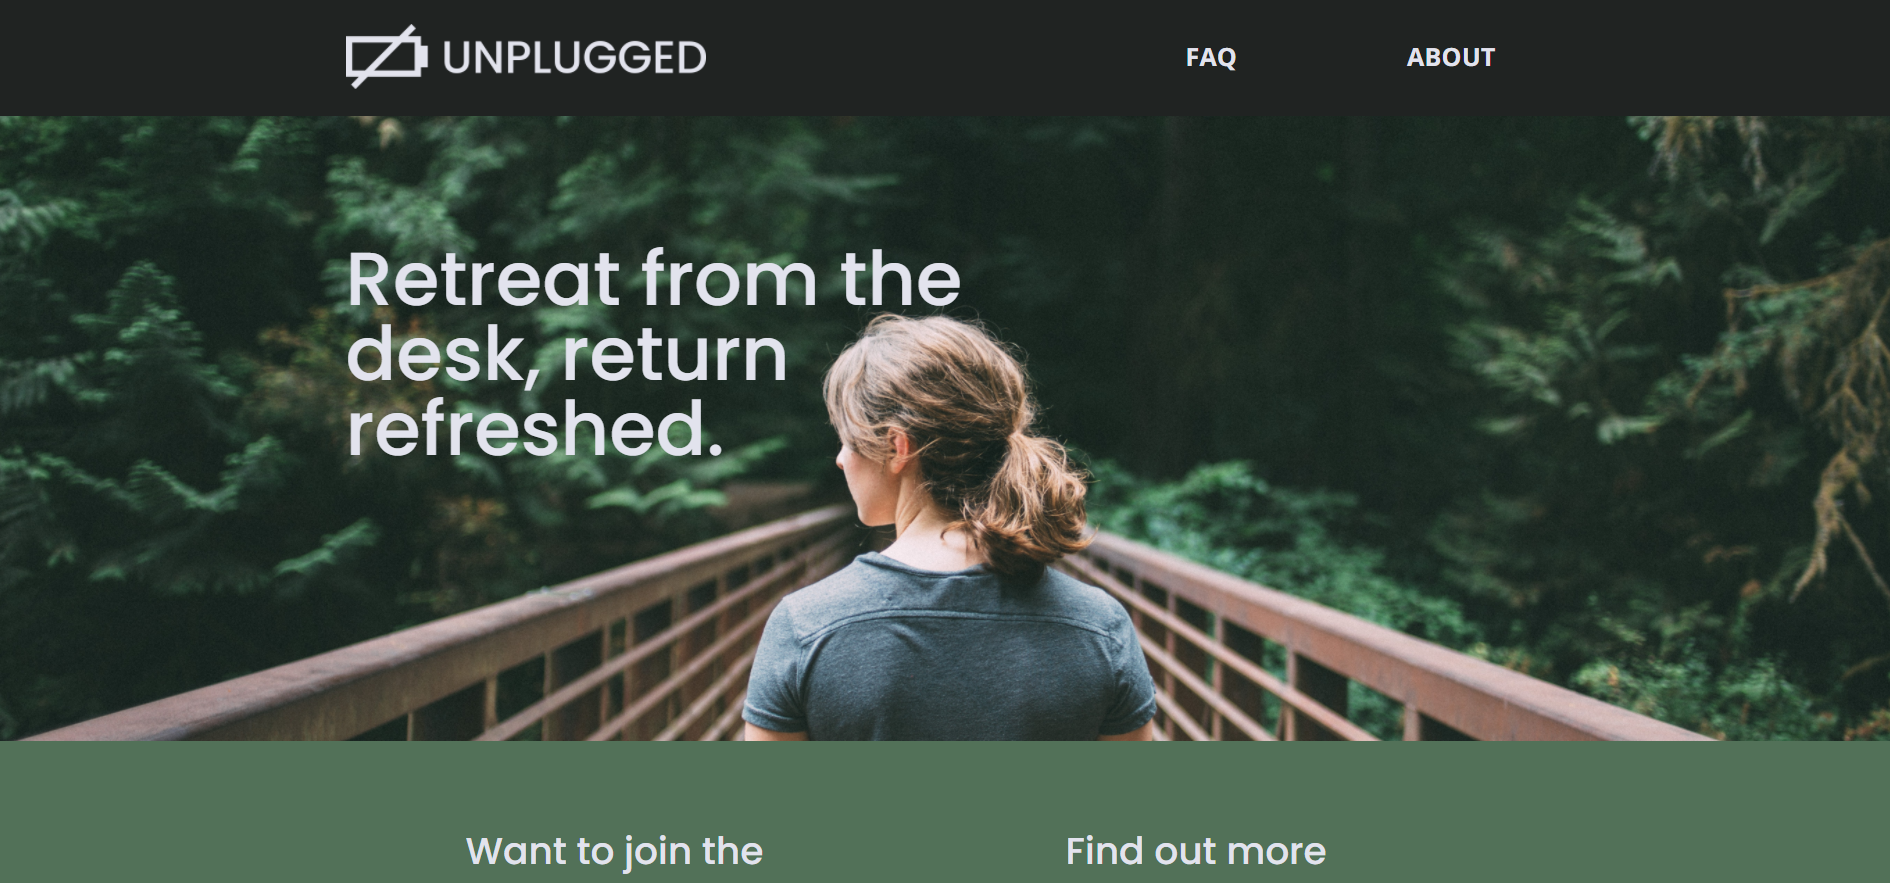 UNPLUGGED
FAQ
ABOUT
Retreat from the
desk, return
refreshed.
Want to join the
Find out more